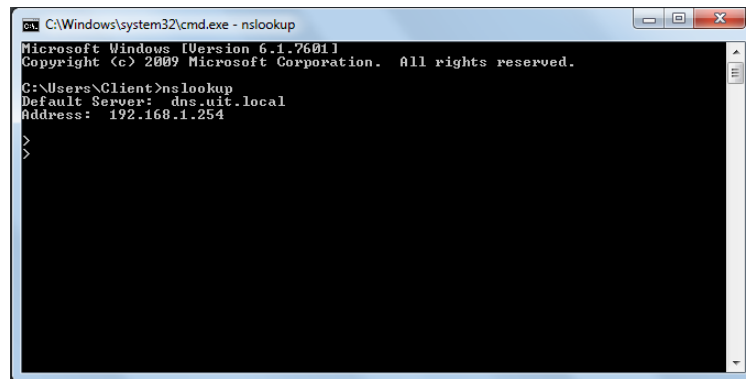 C:\Windows\system32\cmd.exe - nslookup
Microsoft Windows [Version 6.1.7601]
Copyright (c) 2009 Microsoft Corporation.  All rights reserved.
C:\Users\Client>nslookup
Default Server:  dns.uit.local
Address:  192.168.1.254
>
>